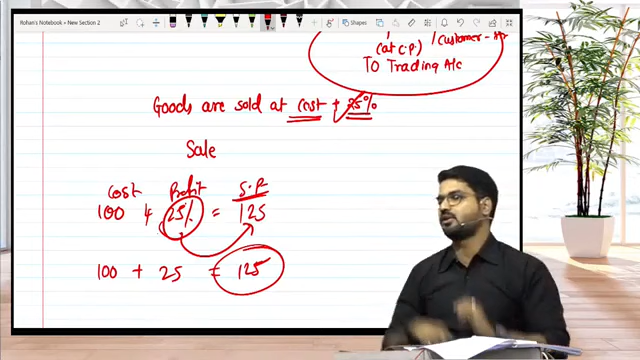 Rohan's Notebook » New Section 2
(at C.P.) / Customer -
To Trading A/c
Goods are sold at cost + 25%
Sale
Cost Profit S.P
100 + 25% = 125
100 + 25 = 125